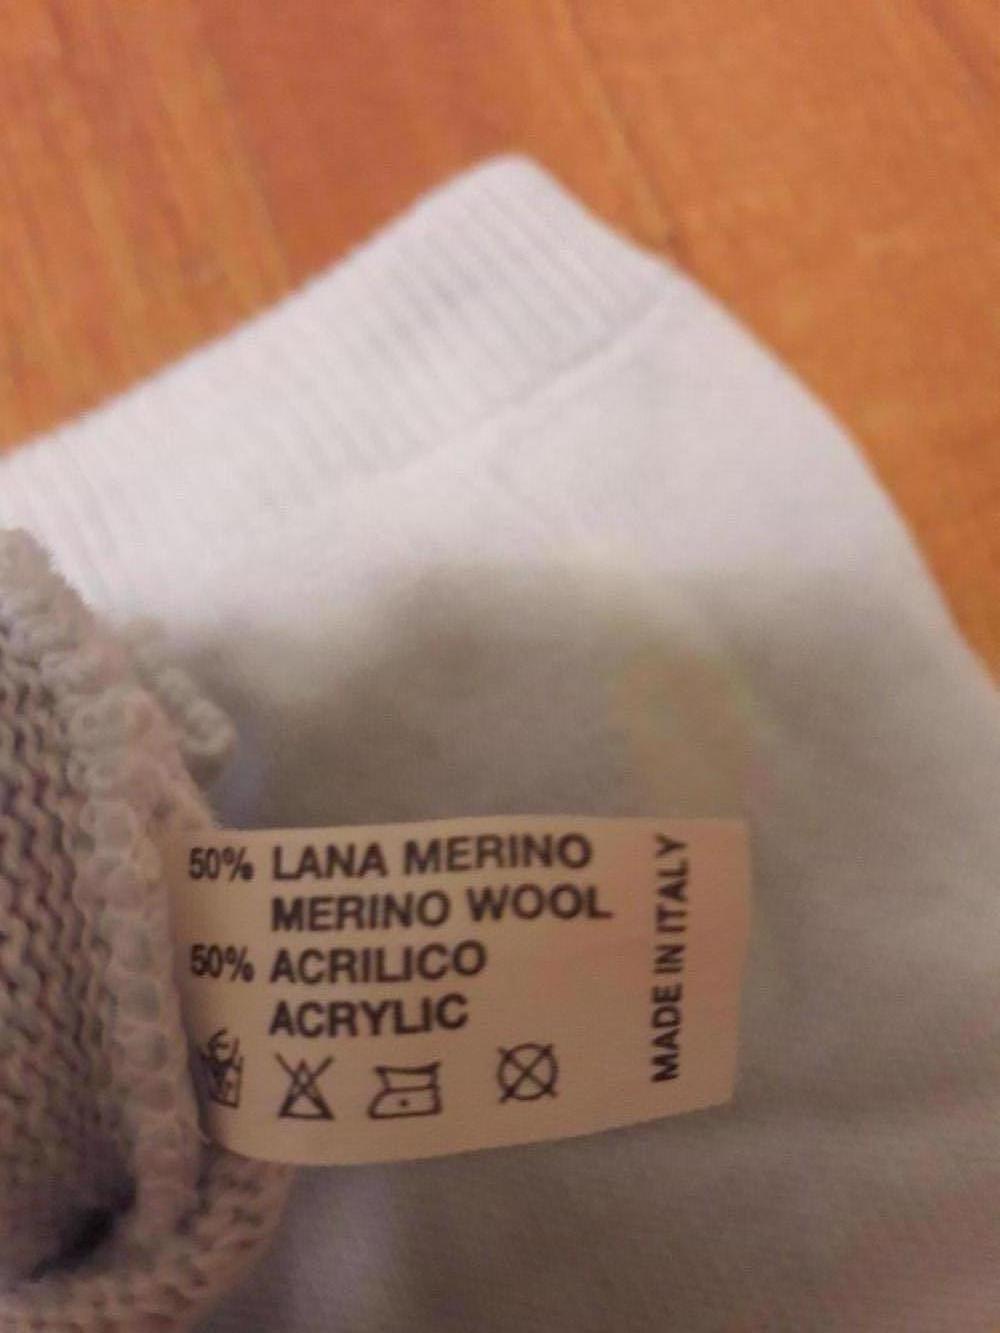 50% LANA MERINO
MERINO WOOL
50% ACRILICO
ACRYLIC
MADE IN ITALY